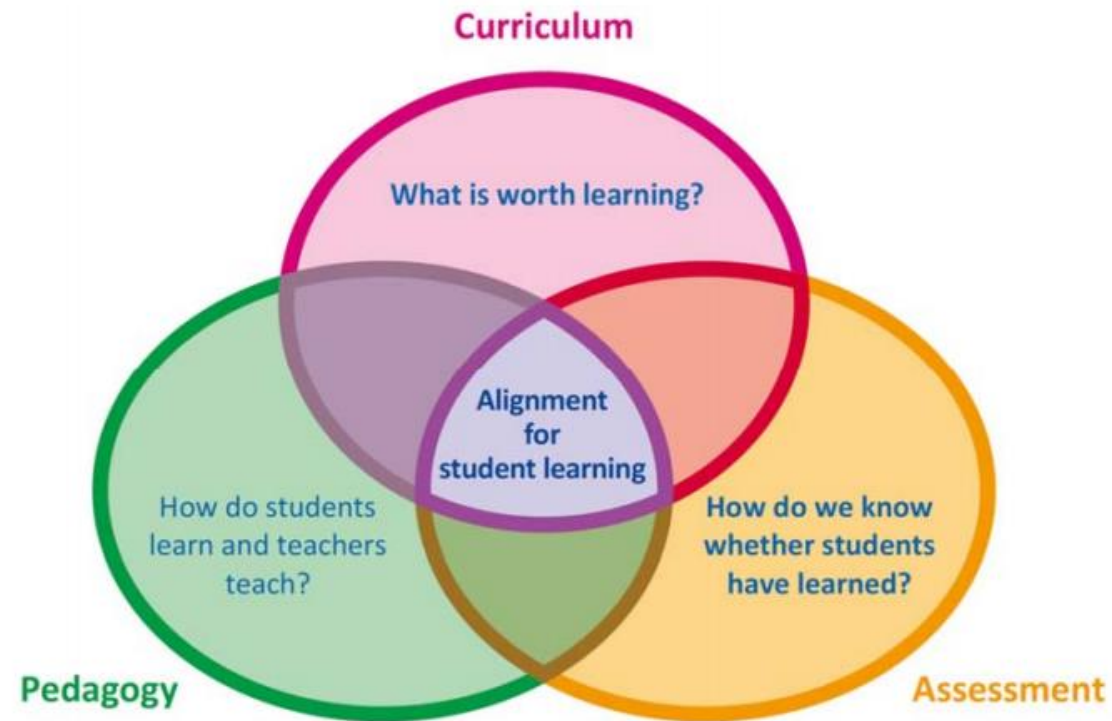 Curriculum
What is worth learning?
Alignment
for
student learning
How do students
learn and teachers
teach?
How do we know
whether students
have learned?
Pedagogy
Assessment